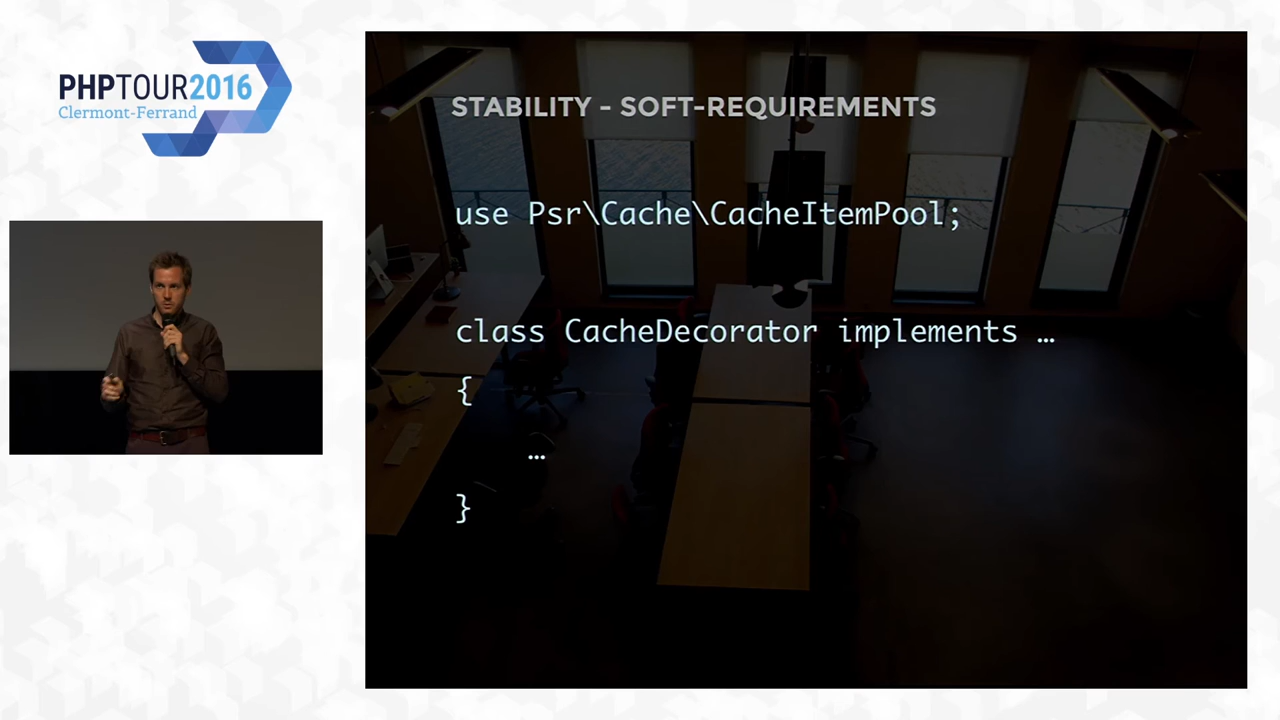 PHPTOUR2016
Clermont-Ferrand
STABILITY - SOFT-REQUIREMENTS
use Psr\Cache\CacheItemPool;
class CacheDecorator implements …
{
…
}